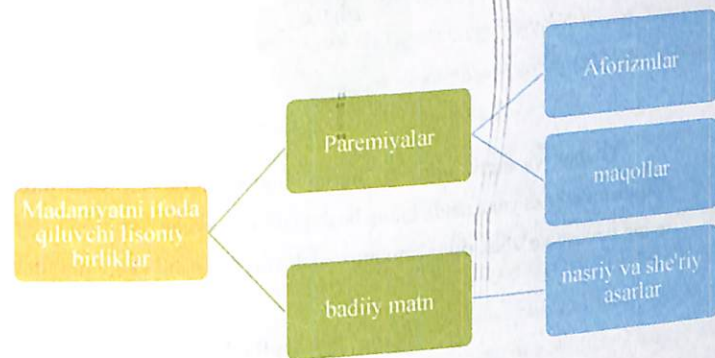 Madaniyatni ifoda
qiluvchi lisoniy
birliklar
Paremiyalar
badiiy matn
Aforizmlar
maqollar
nasriy va she'riy
asarlar